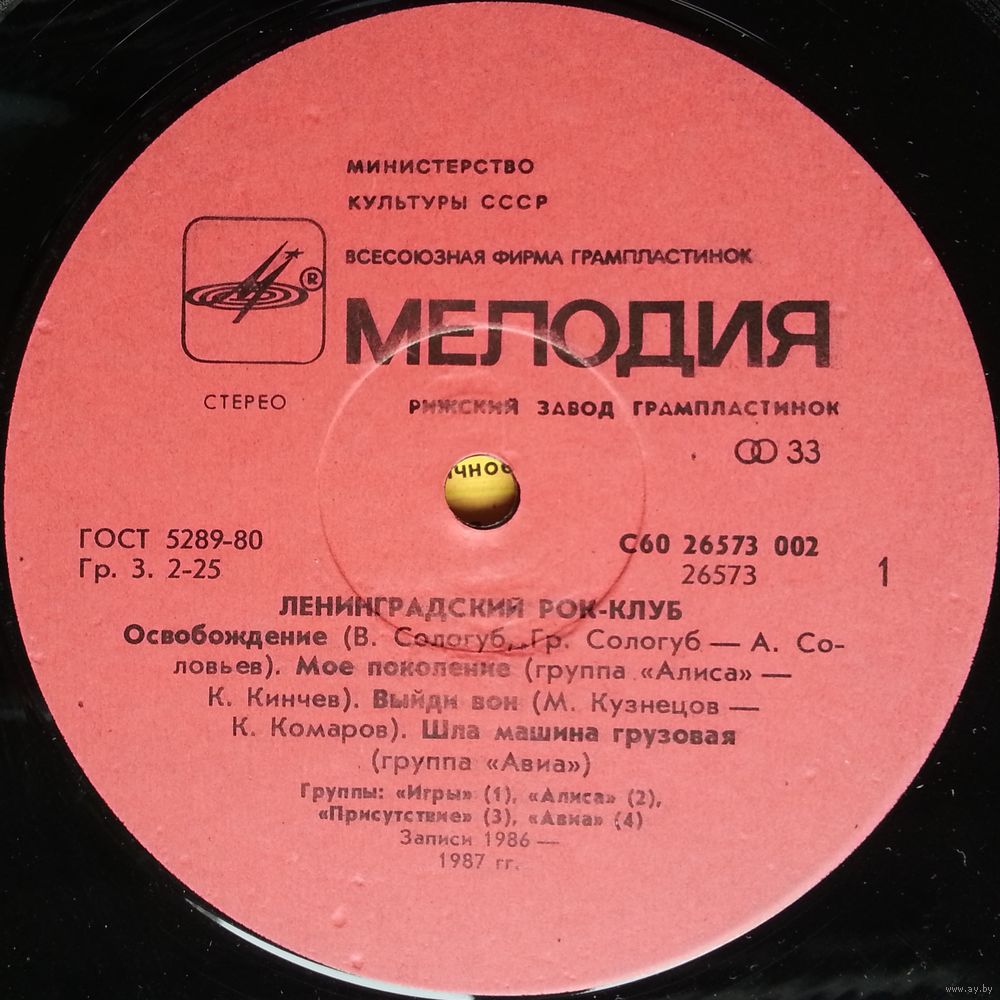 МИНИСТЕРСТВО
КУЛЬТУРЫ СССР
ВСЕСОЮЗНАЯ ФИРМА ГРАМПЛАСТИНОК
®
МЕЛОДИЯ
СТЕРЕО
РИЖСКИЙ ЗАВОД ГРАМПЛАСТИНОК
33
ГОСТ 5289-80
Гр. 3. 2-25
С60 26573 002
26573
1
ЛЕНИНГРАДСКИЙ РОК-КЛУБ
Освобождение (В. Сологуб, Гр. Сологуб — А. Со-
ловьев). Мое поколение (группа «Алиса» —
К. Кинчев). Выйди вон (М. Кузнецов —
К. Комаров). Шла машина грузовая
(группа «Авиа»)
Группы: «Игры» (1), «Алиса» (2),
«Присутствие» (3), «Авиа» (4)
Записи 1986 —
1987 гг.
www.ay.by